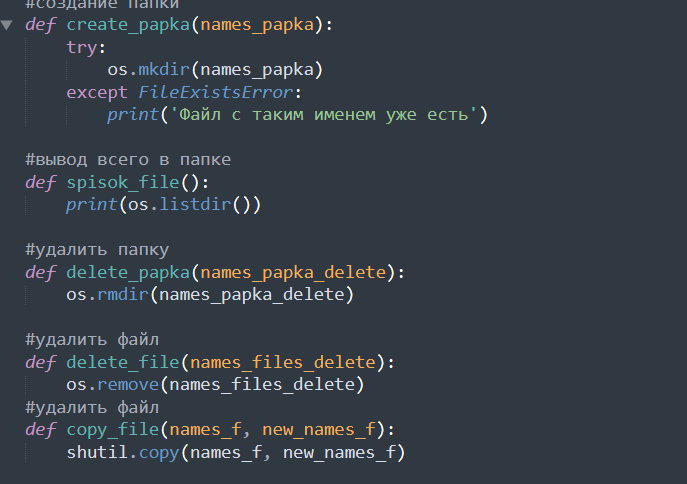 #создание папки
def create_papka(names_papka):
    try:
        os.mkdir(names_papka)
    except FileExistsError:
        print('Файл с таким именем уже есть')

#вывод всего в папке
def spisok_file():
    print(os.listdir())

#удалить папку
def delete_papka(names_papka_delete):
    os.rmdir(names_papka_delete)

#удалить файл
def delete_file(names_files_delete):
    os.remove(names_files_delete)
#удалить файл
def copy_file(names_f, new_names_f):
    shutil.copy(names_f, new_names_f)